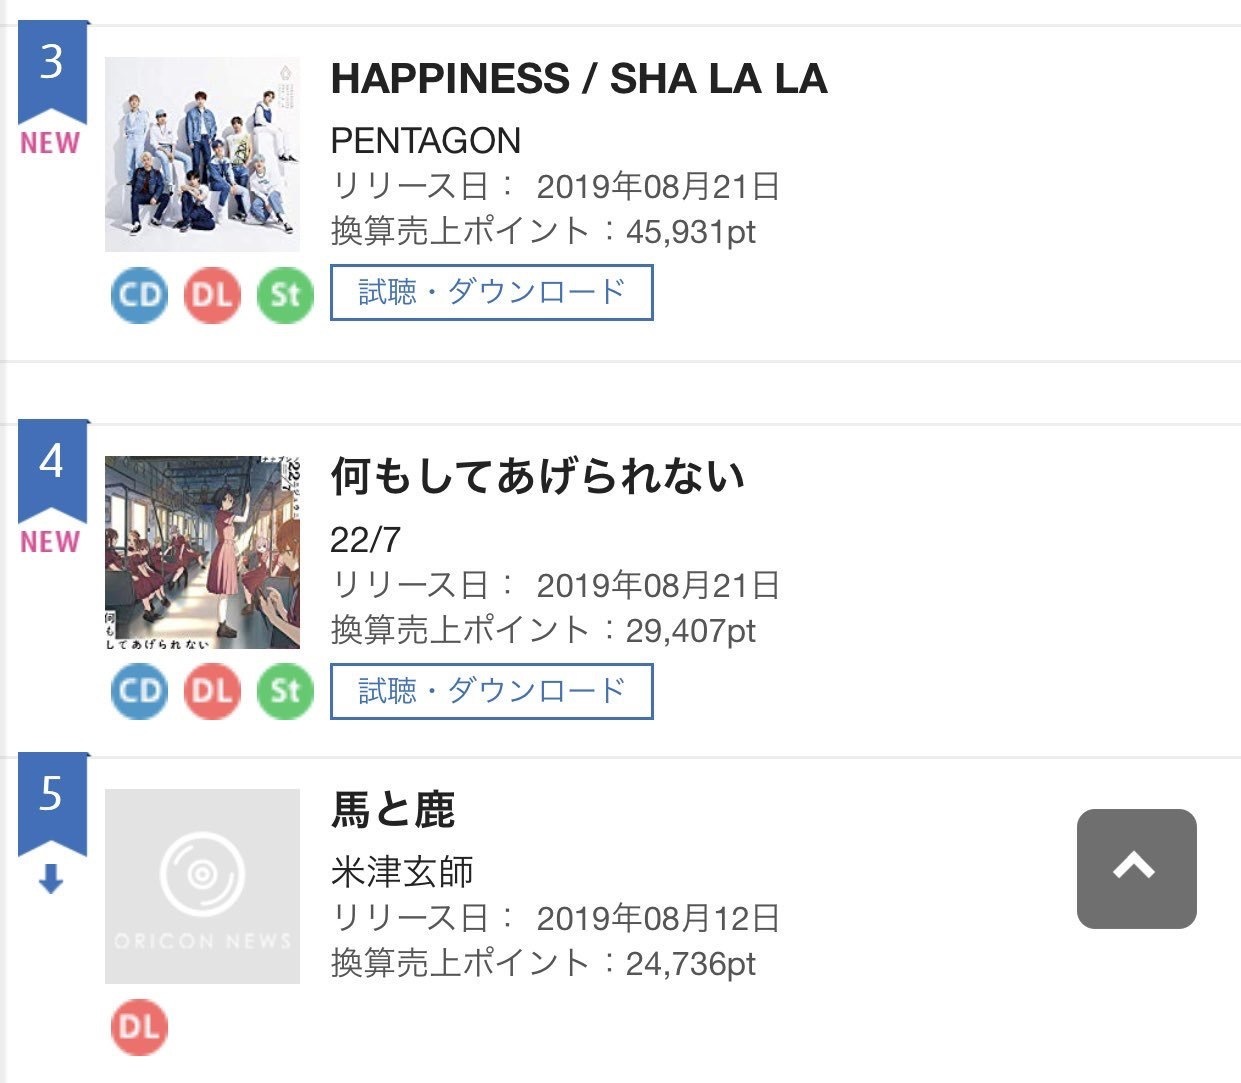 3
NEW
HAPPINESS / SHA LA LA
PENTAGON
リリース日： 2019年08月21日
換算売上ポイント：45,931pt
CD DL St
試聴・ダウンロード
4
NEW
22/7
何もしてあげられない
何もしてあげられない
22/7
リリース日： 2019年08月21日
換算売上ポイント：29,407pt
CD DL St
試聴・ダウンロード
5
ORICON NEWS
馬と鹿
米津玄師
リリース日： 2019年08月12日
換算売上ポイント：24,736pt
DL